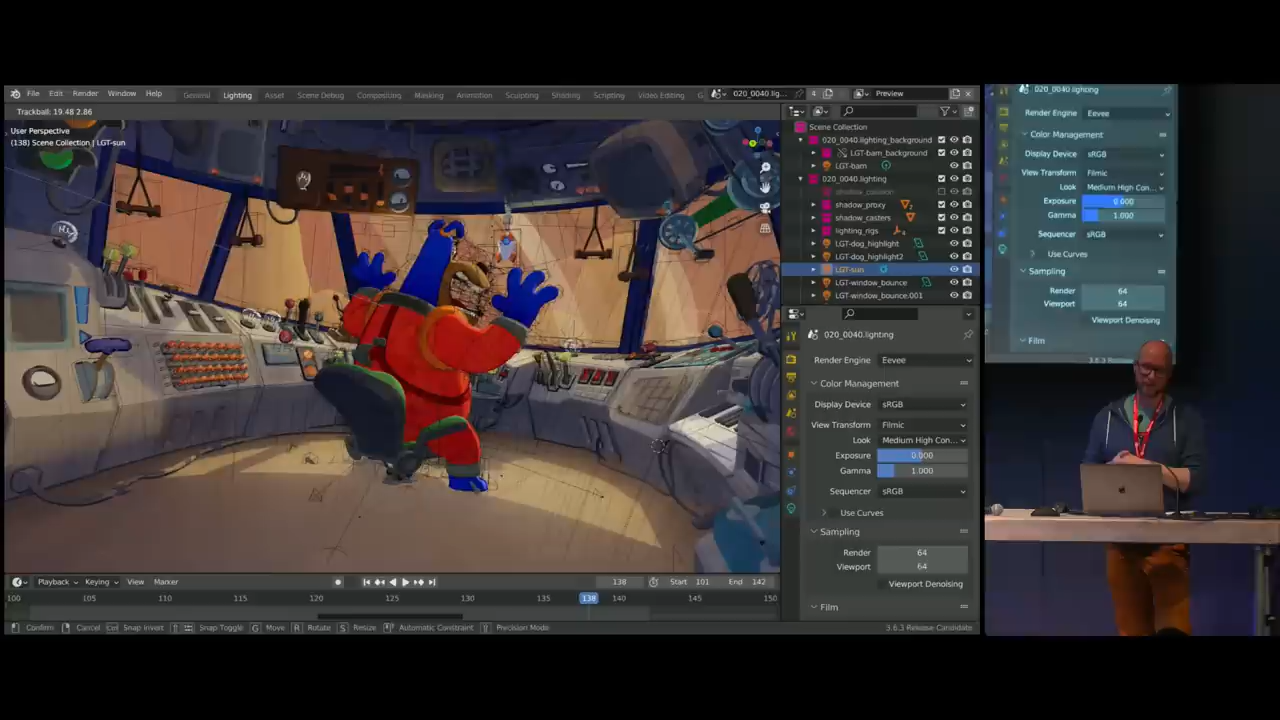 File Edit Render Window Help
General Lighting Asset Scene Debug Compositing Masking Animation Sculpting Shading Scripting Video Editing
020_0040.lig... 4 Preview
Trackball: 19.48 2.86
User Perspective
(138) Scene Collection | LGT-sun
Scene Collection
020_0040.lighting_background
LGT-bam_background
LGT-bam
020_0040.lighting
shadow_proxy
shadow_casters
lighting_rigs
LGT-dog_highlight
LGT-dog_highlight2
LGT-sun
LGT-window_bounce
LGT-window_bounce.001
020_0040.lighting
Render Engine Eevee
Color Management
Display Device sRGB
View Transform Filmic
Look Medium High Con...
Exposure 0.000
Gamma 1.000
Sequencer sRGB
Use Curves
Sampling
Render 64
Viewport 64
Viewport Denoising
Film
Playback Keying View Marker 138 Start 101 End 142
100 105 110 115 120 125 130 135 138 140 145 150
Confirm Cancel Ctrl Snap Invert Snap Toggle G Move R Rotate S Resize Automatic Constraint Precision Mode 3.6.3 Release Candidate
020_0040.lighting
Render Engine Eevee
Color Management
Display Device sRGB
View Transform Filmic
Look Medium High Con...
Exposure 0.000
Gamma 1.000
Sequencer sRGB
Use Curves
Sampling
Render 64
Viewport 64
Viewport Denoising
Film